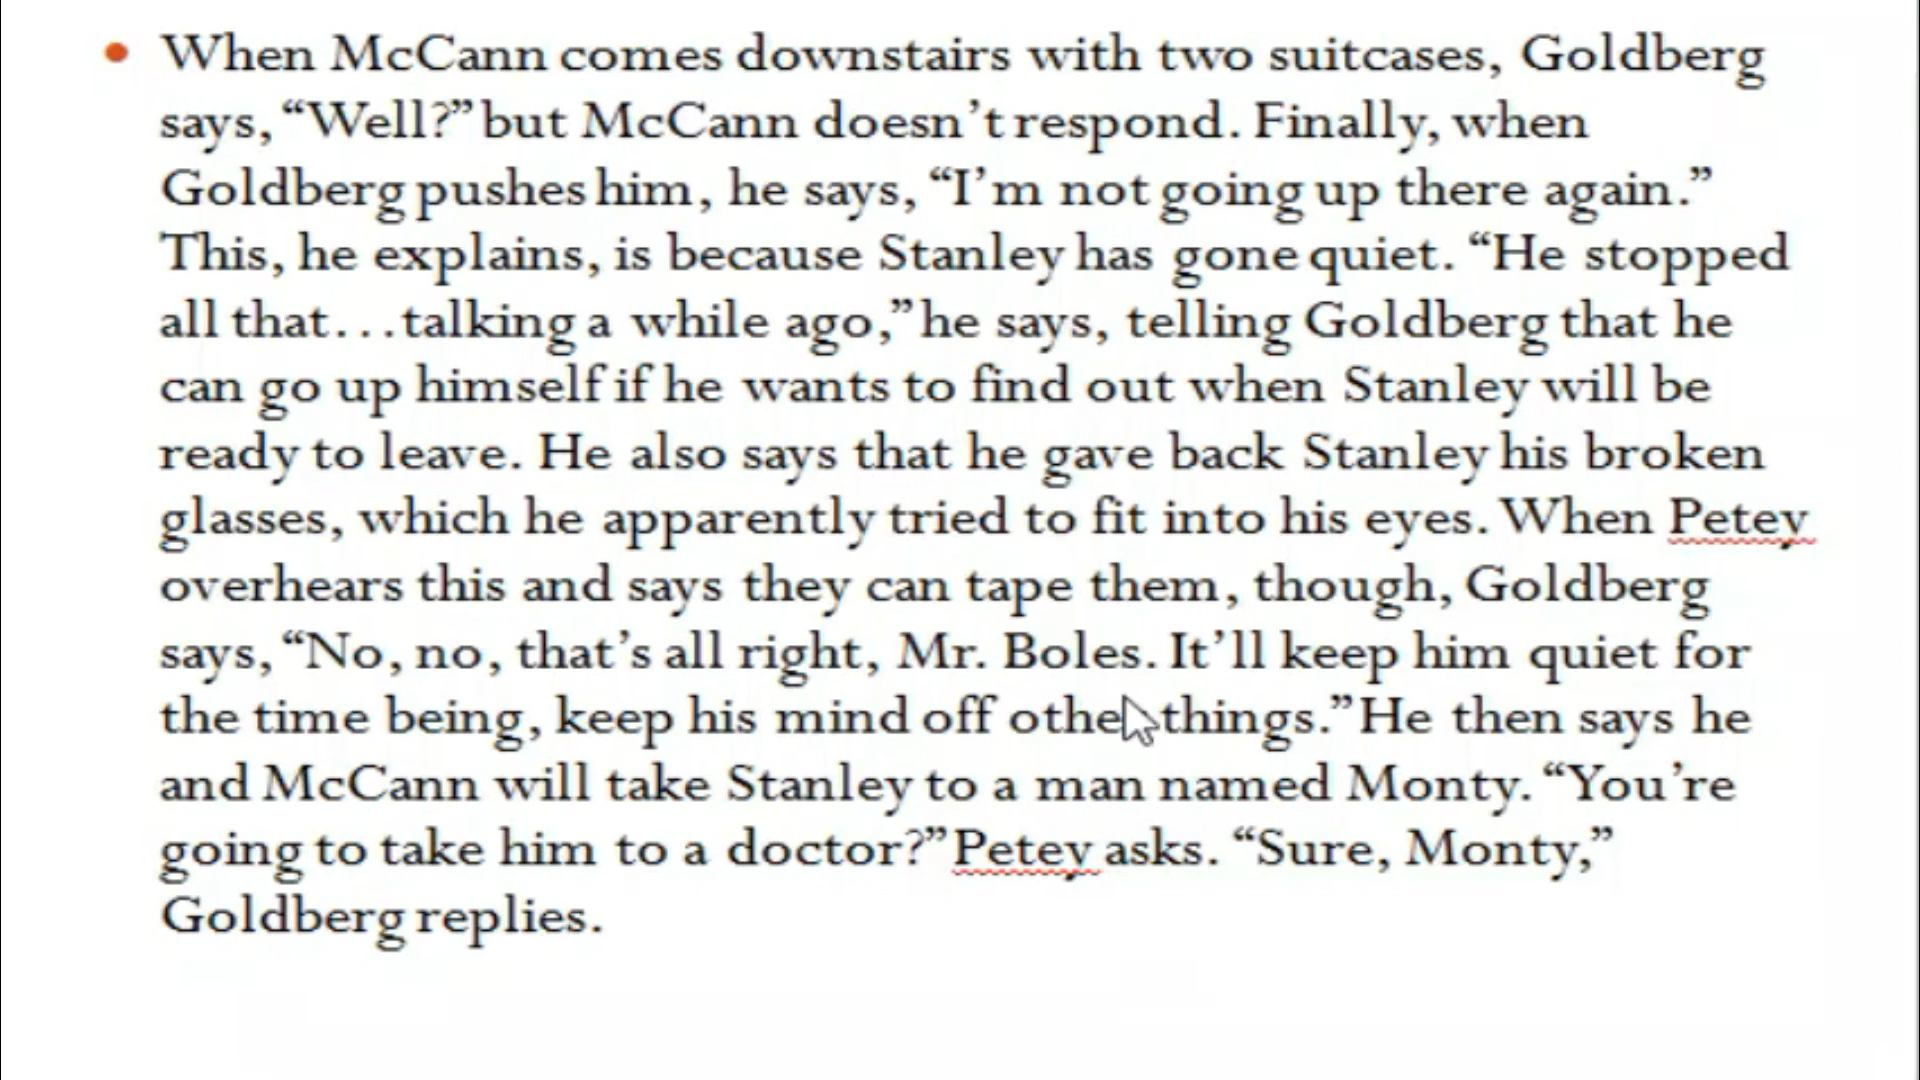 When McCann comes downstairs with two suitcases, Goldberg
says, “Well?” but McCann doesn’t respond. Finally, when
Goldberg pushes him, he says, “I’m not going up there again.”
This, he explains, is because Stanley has gone quiet. “He stopped
all that…talking a while ago,” he says, telling Goldberg that he
can go up himself if he wants to find out when Stanley will be
ready to leave. He also says that he gave back Stanley his broken
glasses, which he apparently tried to fit into his eyes. When Petey
overhears this and says they can tape them, though, Goldberg
says, “No, no, that’s all right, Mr. Boles. It’ll keep him quiet for
the time being, keep his mind off other things.” He then says he
and McCann will take Stanley to a man named Monty. “You’re
going to take him to a doctor?” Petey asks. “Sure, Monty,”
Goldberg replies.